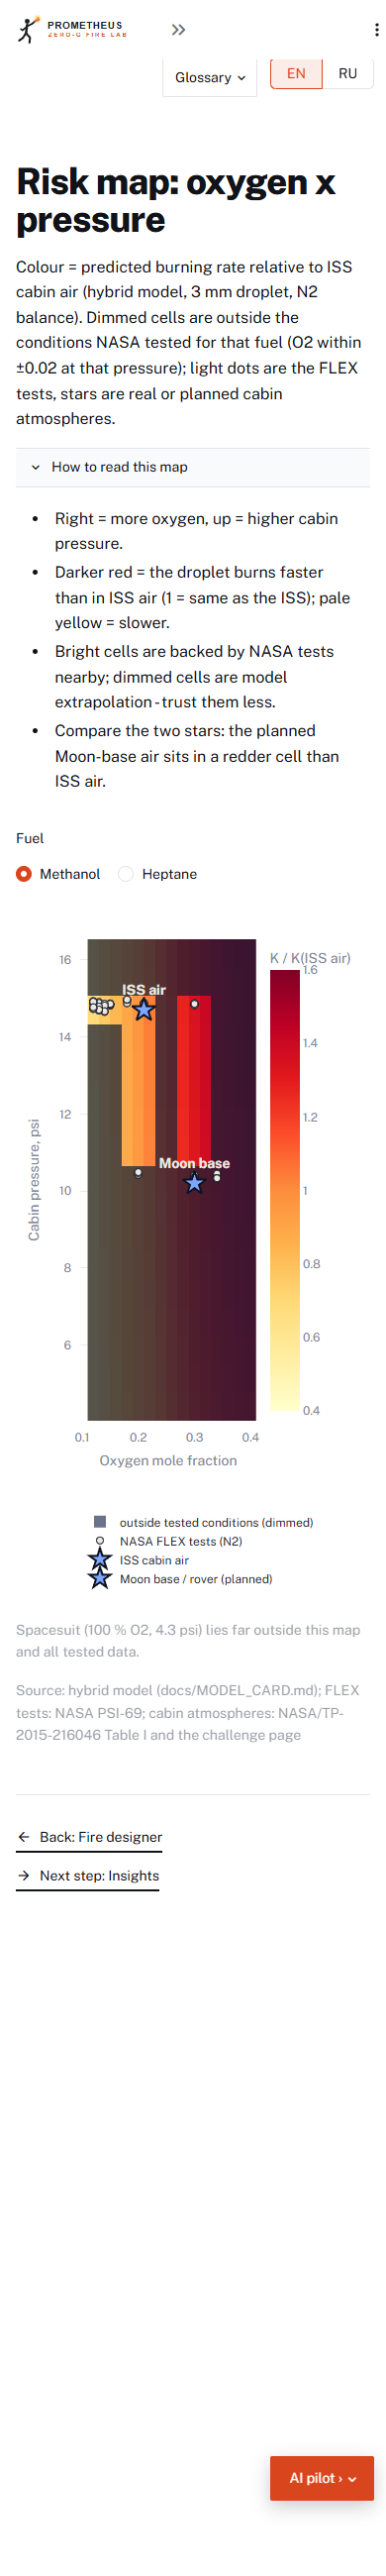 PROMETHEUS
ZERO-G FIRE LAB
Glossary
EN
RU
Risk map: oxygen x
pressure
Colour = predicted burning rate relative to ISS
cabin air (hybrid model, 3 mm droplet, N2
balance). Dimmed cells are outside the
conditions NASA tested for that fuel (O2 within
±0.02 at that pressure); light dots are the FLEX
tests, stars are real or planned cabin
atmospheres.
How to read this map
• Right = more oxygen, up = higher cabin
pressure.
• Darker red = the droplet burns faster
than in ISS air (1 = same as the ISS); pale
yellow = slower.
• Bright cells are backed by NASA tests
nearby; dimmed cells are model
extrapolation - trust them less.
• Compare the two stars: the planned
Moon-base air sits in a redder cell than
ISS air.
Fuel
Methanol
Heptane
K / K(ISS air)
16
14
12
10
8
6
Cabin pressure, psi
ISS air
Moon base
1.6
1.4
1.2
1
0.8
0.6
0.4
0.1
0.2
0.3
0.4
Oxygen mole fraction
outside tested conditions (dimmed)
NASA FLEX tests (N2)
ISS cabin air
Moon base / rover (planned)
Spacesuit (100 % O2, 4.3 psi) lies far outside this map
and all tested data.
Source: hybrid model (docs/MODEL_CARD.md); FLEX
tests: NASA PSI-69; cabin atmospheres: NASA/TP-
2015-216046 Table I and the challenge page
← Back: Fire designer
→ Next step: Insights
AI pilot ›